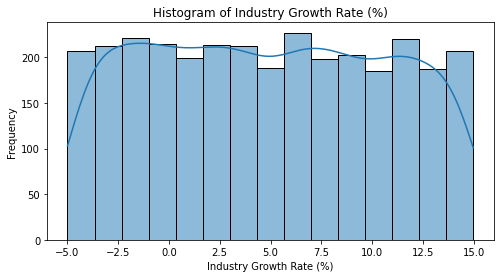 Histogram of Industry Growth Rate (%)
Frequency
200
150
100
50
0
−5.0 −2.5 0.0 2.5 5.0 7.5 10.0 12.5 15.0
Industry Growth Rate (%)